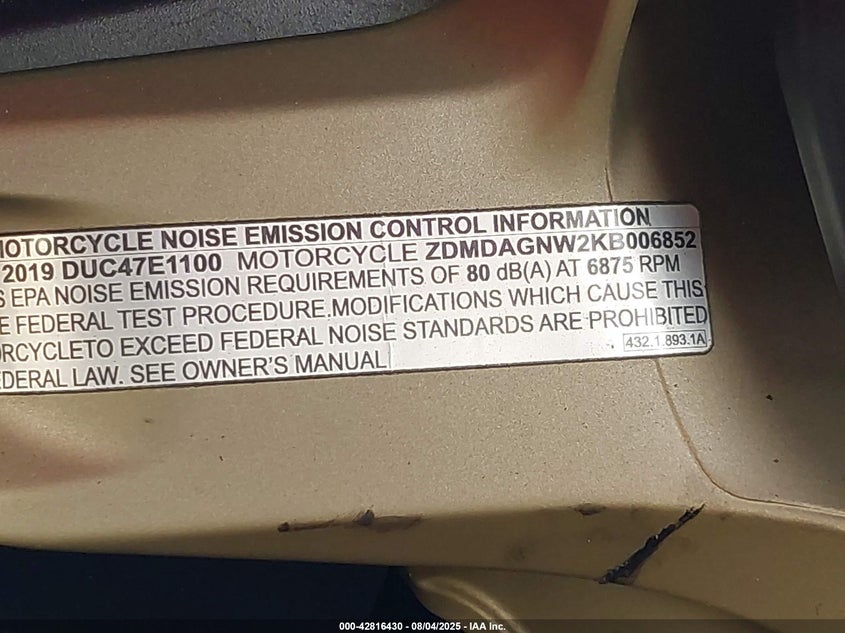 MOTORCYCLE NOISE EMISSION CONTROL INFORMATION
2019 DUC47E1100 MOTORCYCLE ZDMDAGNW2KB006852
S EPA NOISE EMISSION REQUIREMENTS OF 80 dB(A) AT 6875 RPM
E FEDERAL TEST PROCEDURE.MODIFICATIONS WHICH CAUSE THIS
ORCYCLETO EXCEED FEDERAL NOISE STANDARDS ARE PROHIBITED
EDERAL LAW. SEE OWNER'S MANUAL
432.1.893.1A
000-42816430 - 08/04/2025 - IAA Inc.